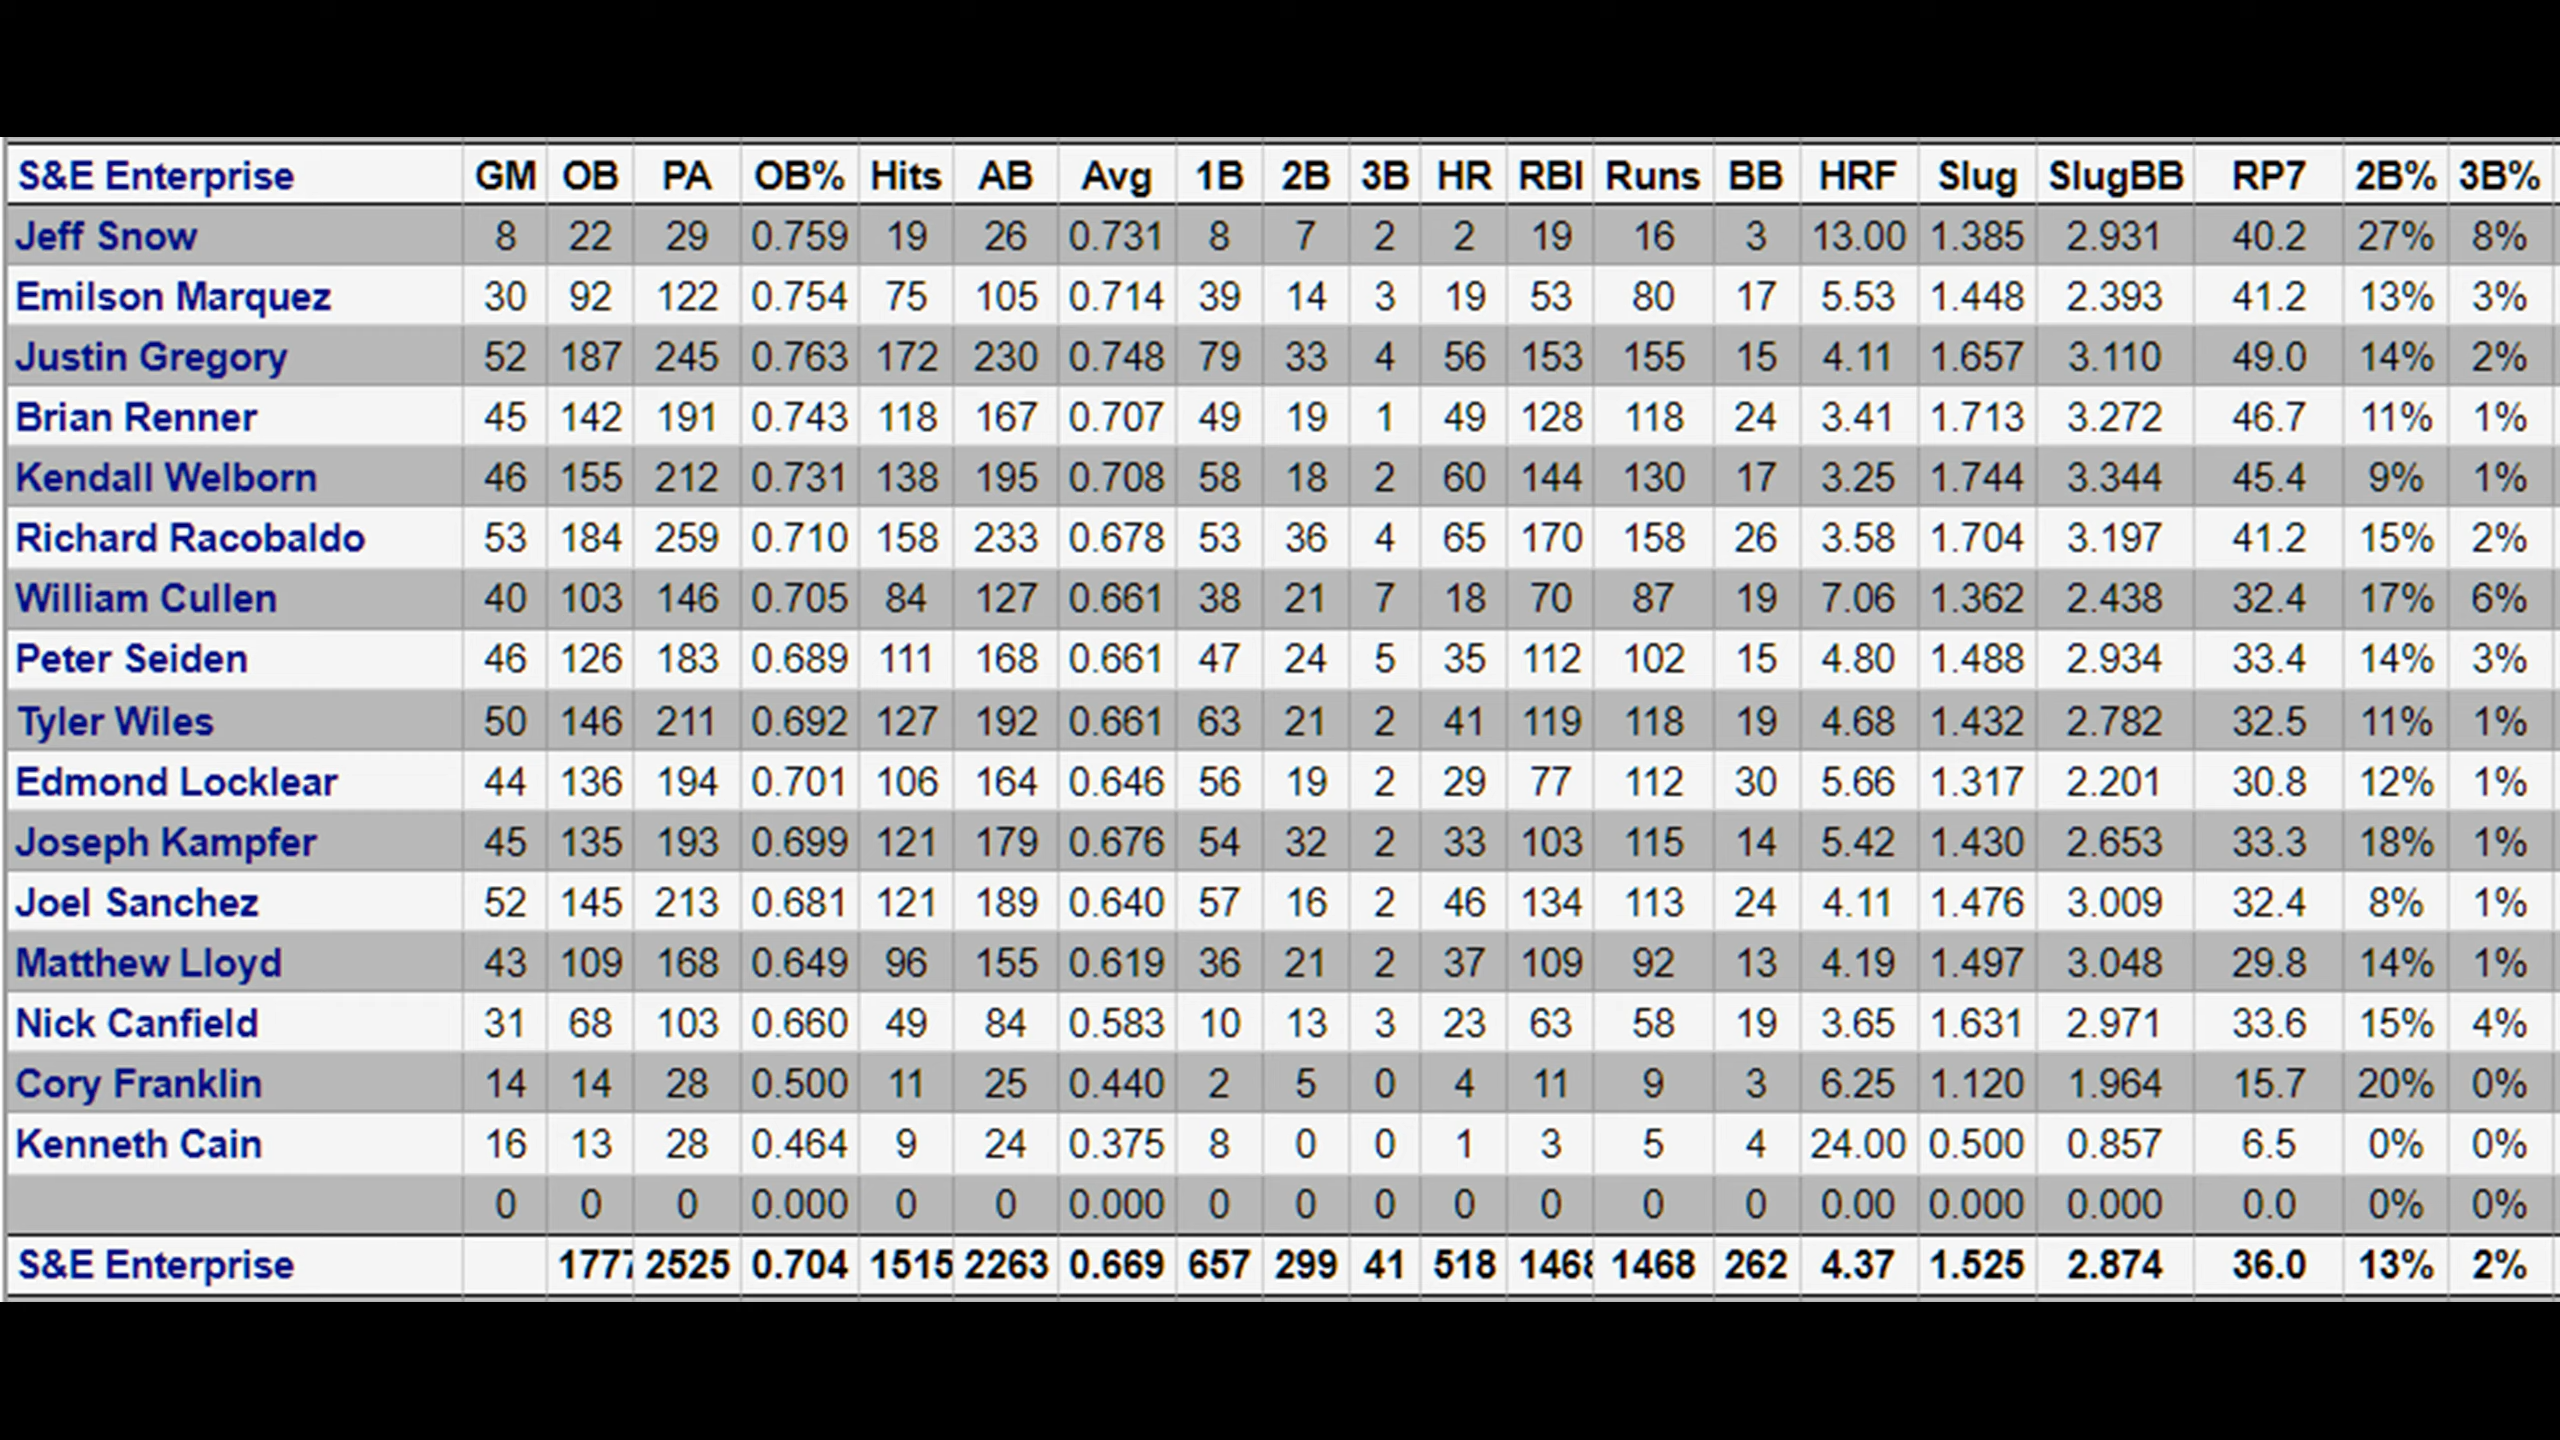 S&E Enterprise GM OB PA OB% Hits AB Avg 1B 2B 3B HR RBI Runs BB HRF Slug SlugBB RP7 2B% 3B%
Jeff Snow 8 22 29 0.759 19 26 0.731 8 7 2 2 19 16 3 13.00 1.385 2.931 40.2 27% 8%
Emilson Marquez 30 92 122 0.754 75 105 0.714 39 14 3 19 53 80 17 5.53 1.448 2.393 41.2 13% 3%
Justin Gregory 52 187 245 0.763 172 230 0.748 79 33 4 56 153 155 15 4.11 1.657 3.110 49.0 14% 2%
Brian Renner 45 142 191 0.743 118 167 0.707 49 19 1 49 128 118 24 3.41 1.713 3.272 46.7 11% 1%
Kendall Welborn 46 155 212 0.731 138 195 0.708 58 18 2 60 144 130 17 3.25 1.744 3.344 45.4 9% 1%
Richard Racobaldo 53 184 259 0.710 158 233 0.678 53 36 4 65 170 158 26 3.58 1.704 3.197 41.2 15% 2%
William Cullen 40 103 146 0.705 84 127 0.661 38 21 7 18 70 87 19 7.06 1.362 2.438 32.4 17% 6%
Peter Seiden 46 126 183 0.689 111 168 0.661 47 24 5 35 112 102 15 4.80 1.488 2.934 33.4 14% 3%
Tyler Wiles 50 146 211 0.692 127 192 0.661 63 21 2 41 119 118 19 4.68 1.432 2.782 32.5 11% 1%
Edmond Locklear 44 136 194 0.701 106 164 0.646 56 19 2 29 77 112 30 5.66 1.317 2.201 30.8 12% 1%
Joseph Kampfer 45 135 193 0.699 121 179 0.676 54 32 2 33 103 115 14 5.42 1.430 2.653 33.3 18% 1%
Joel Sanchez 52 145 213 0.681 121 189 0.640 57 16 2 46 134 113 24 4.11 1.476 3.009 32.4 8% 1%
Matthew Lloyd 43 109 168 0.649 96 155 0.619 36 21 2 37 109 92 13 4.19 1.497 3.048 29.8 14% 1%
Nick Canfield 31 68 103 0.660 49 84 0.583 10 13 3 23 63 58 19 3.65 1.631 2.971 33.6 15% 4%
Cory Franklin 14 14 28 0.500 11 25 0.440 2 5 0 4 11 9 3 6.25 1.120 1.964 15.7 20% 0%
Kenneth Cain 16 13 28 0.464 9 24 0.375 8 0 0 1 3 5 4 24.00 0.500 0.857 6.5 0% 0%
0 0 0 0.000 0 0 0.000 0 0 0 0 0 0 0 0.00 0.000 0.000 0.0 0% 0%
S&E Enterprise 1777 2525 0.704 1515 2263 0.669 657 299 41 518 1468 1468 262 4.37 1.525 2.874 36.0 13% 2%